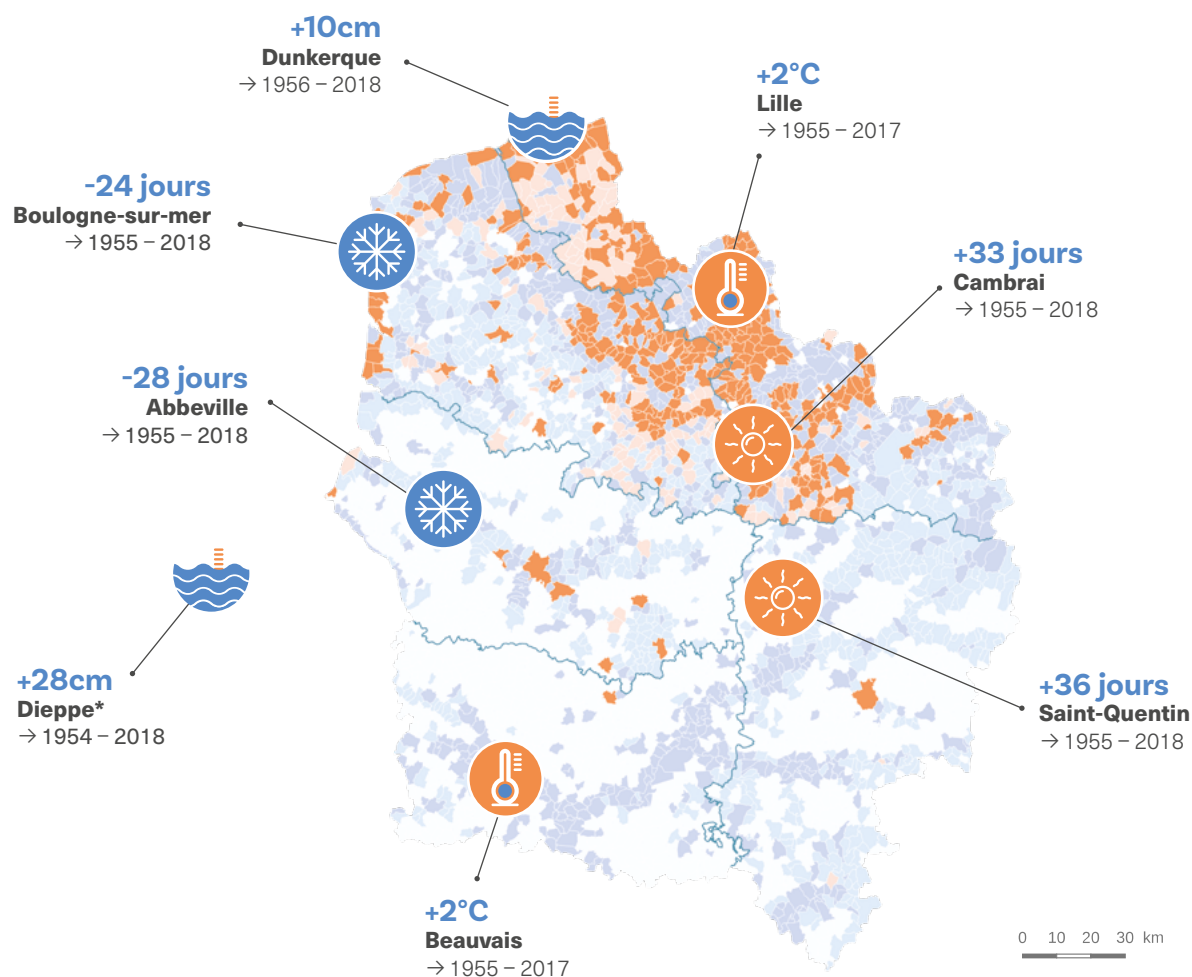 +10cm
Dunkerque
→ 1956 – 2018
+2°C
Lille
→ 1955 – 2017
-24 jours
Boulogne-sur-mer
→ 1955 – 2018
+33 jours
Cambrai
→ 1955 – 2018
-28 jours
Abbeville
→ 1955 – 2018
+28cm
Dieppe*
→ 1954 – 2018
+36 jours
Saint-Quentin
→ 1955 – 2018
+2°C
Beauvais
→ 1955 – 2017
0 10 20 30 km